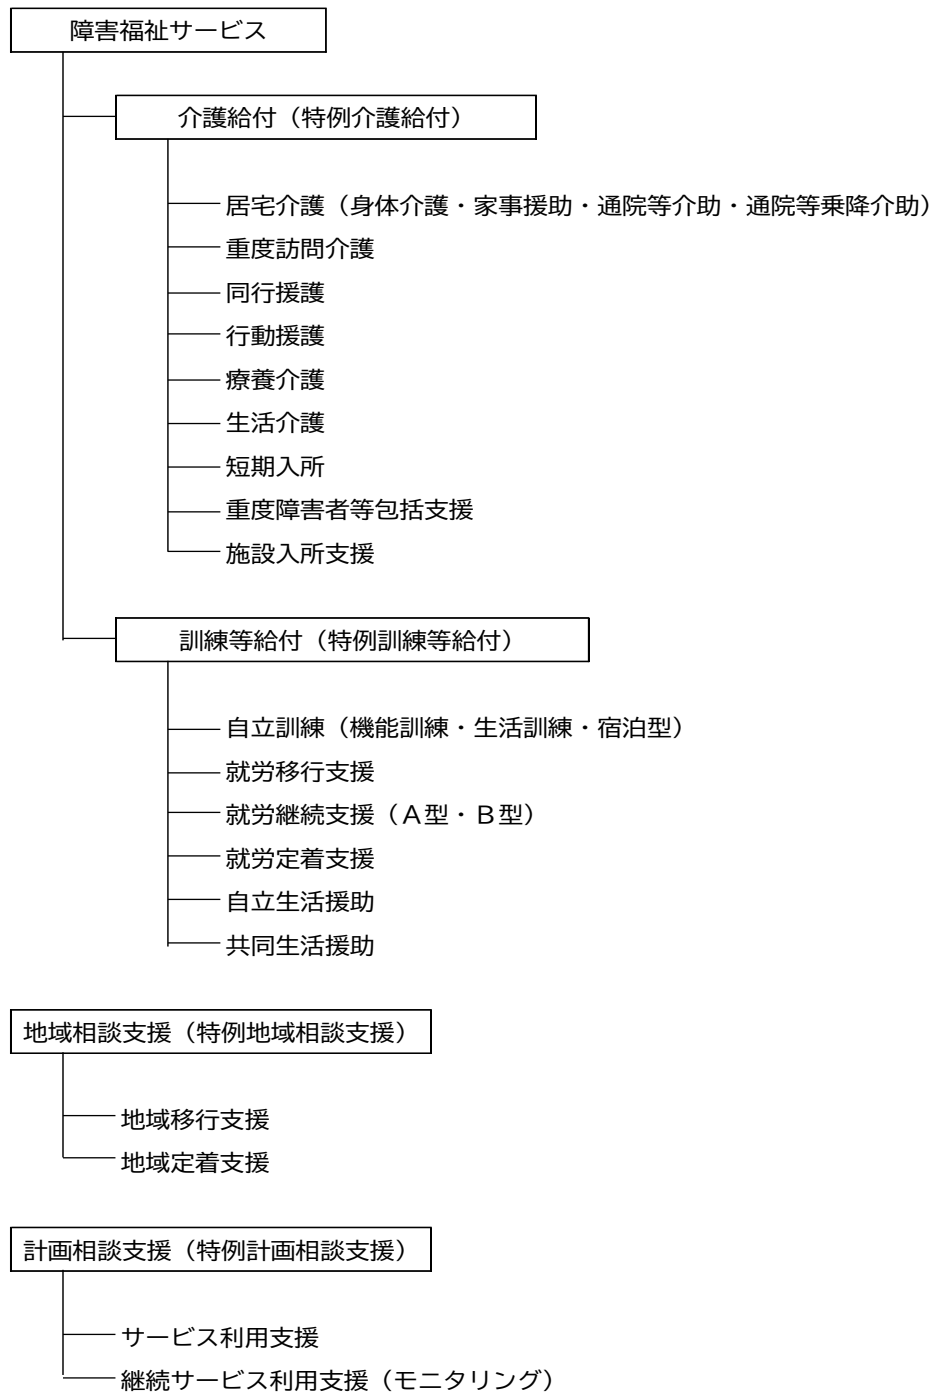 障害福祉サービス
介護給付（特例介護給付）
居宅介護（身体介護・家事援助・通院等介助・通院等乗降介助）
重度訪問介護
同行援護
行動援護
療養介護
生活介護
短期入所
重度障害者等包括支援
施設入所支援
訓練等給付（特例訓練等給付）
自立訓練（機能訓練・生活訓練・宿泊型）
就労移行支援
就労継続支援（Ａ型・Ｂ型）
就労定着支援
自立生活援助
共同生活援助
地域相談支援（特例地域相談支援）
地域移行支援
地域定着支援
計画相談支援（特例計画相談支援）
サービス利用支援
継続サービス利用支援（モニタリング）